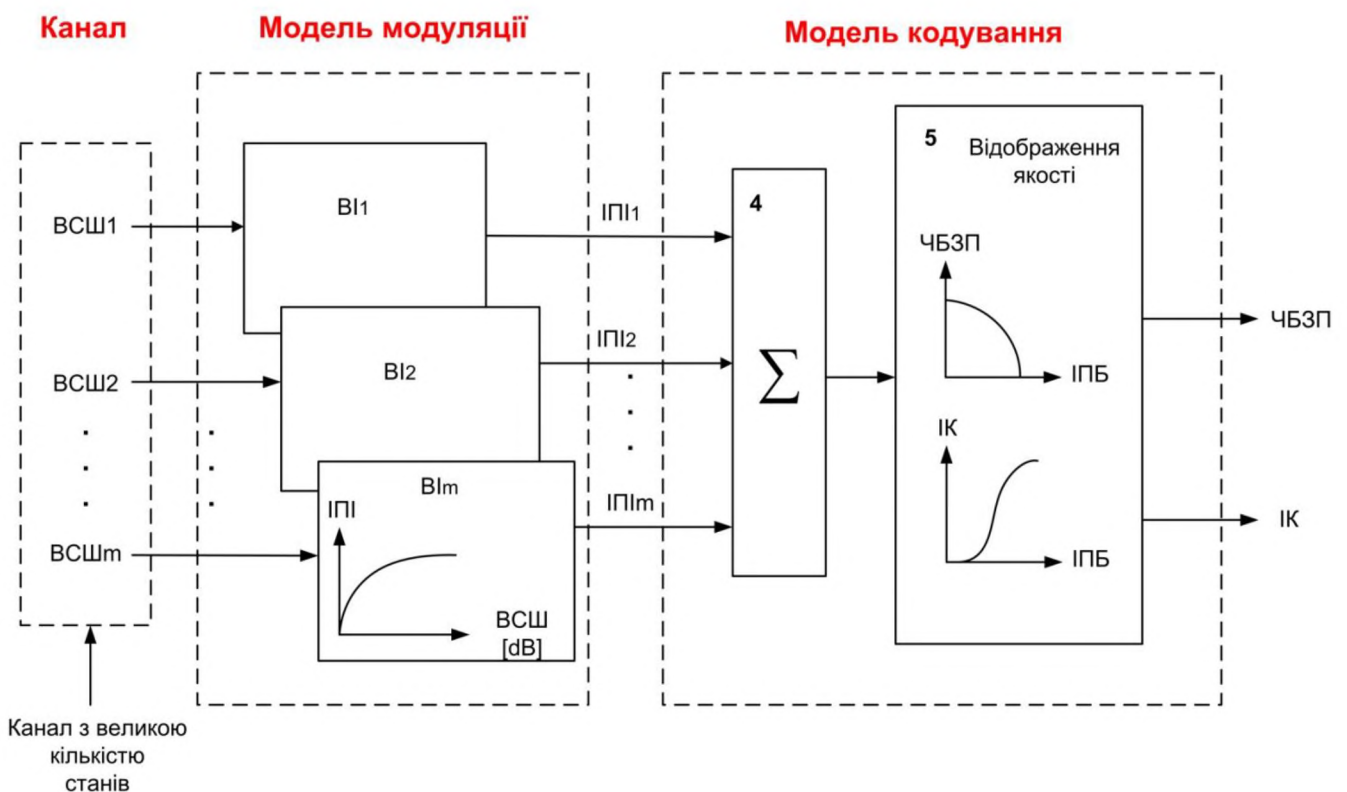 Канал
Модель модуляції
Модель кодування
ВСШ1
ВСШ2
ВСШm
Канал з великою
кількістю
станів
ВІ1
ВІ2
ВІm
ІПІ
ВСШ
[dB]
ІПІ1
ІПІ2
ІПІm
4
Σ
5
Відображення
якості
ЧБЗП
ІПБ
ІК
ІПБ
ЧБЗП
ІК